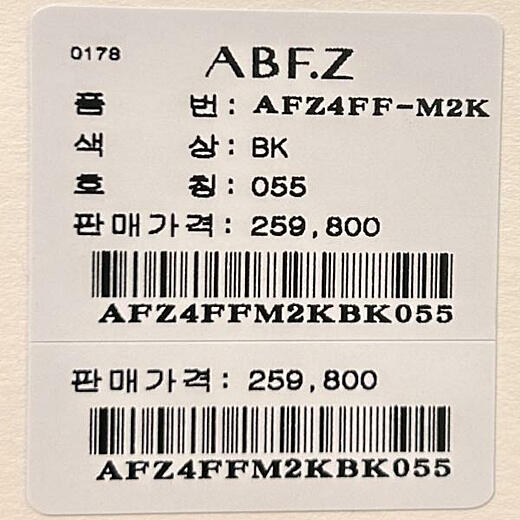 0178 ABF.Z
품 번: AFZ4FF-M2K
색 상: BK
호 칭: 055
판매가격: 259,800
AFZ4FFM2KBK055
판매가격: 259,800
AFZ4FFM2KBK055